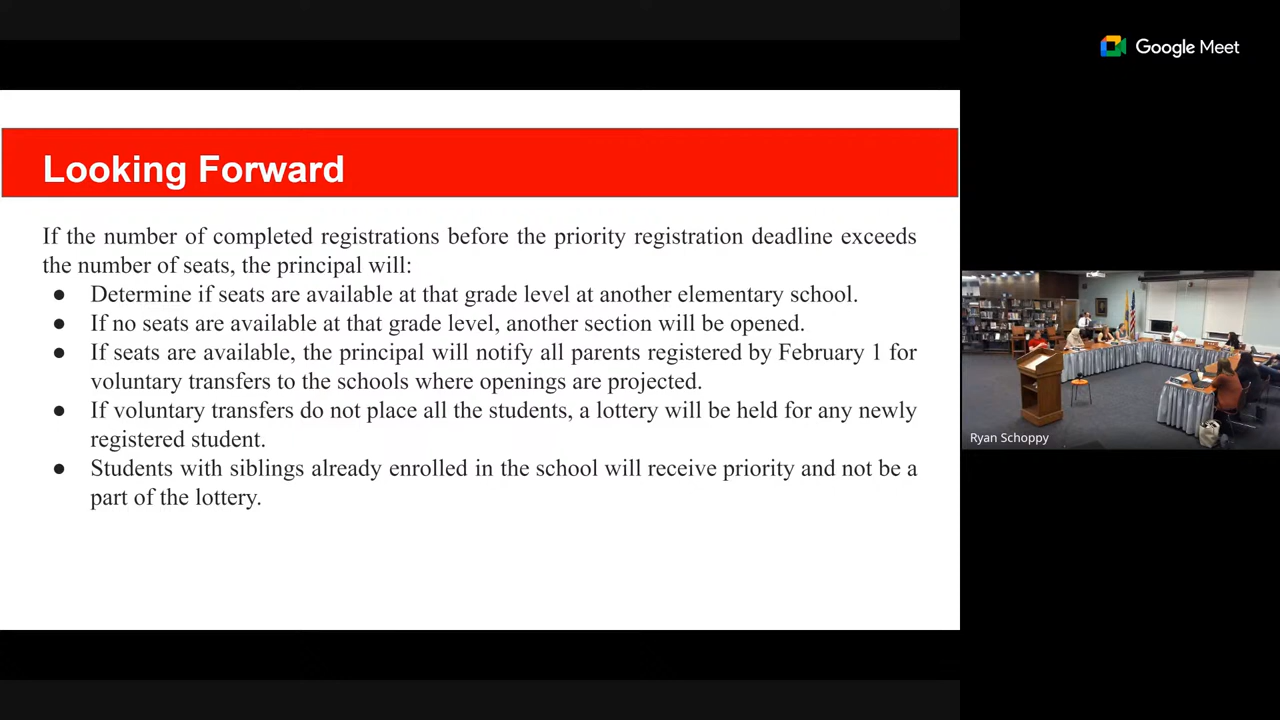 Google Meet
Looking Forward
If the number of completed registrations before the priority registration deadline exceeds
the number of seats, the principal will:
● Determine if seats are available at that grade level at another elementary school.
● If no seats are available at that grade level, another section will be opened.
● If seats are available, the principal will notify all parents registered by February 1 for
voluntary transfers to the schools where openings are projected.
● If voluntary transfers do not place all the students, a lottery will be held for any newly
registered student.
● Students with siblings already enrolled in the school will receive priority and not be a
part of the lottery.
Ryan Schoppy